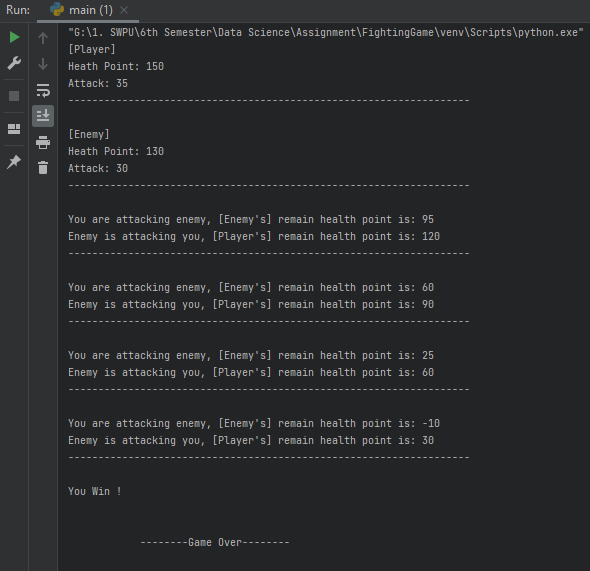 Run: main (1)
"G:\1. SWPU\6th Semester\Data Science\Assignment\FightingGame\venv\Scripts\python.exe"
[Player]
Heath Point: 150
Attack: 35
-------------------------------------------------------------------
[Enemy]
Heath Point: 130
Attack: 30
-------------------------------------------------------------------
You are attacking enemy, [Enemy's] remain health point is: 95
Enemy is attacking you, [Player's] remain health point is: 120
-------------------------------------------------------------------
You are attacking enemy, [Enemy's] remain health point is: 60
Enemy is attacking you, [Player's] remain health point is: 90
-------------------------------------------------------------------
You are attacking enemy, [Enemy's] remain health point is: 25
Enemy is attacking you, [Player's] remain health point is: 60
-------------------------------------------------------------------
You are attacking enemy, [Enemy's] remain health point is: -10
Enemy is attacking you, [Player's] remain health point is: 30
-------------------------------------------------------------------
You Win !
--------Game Over--------